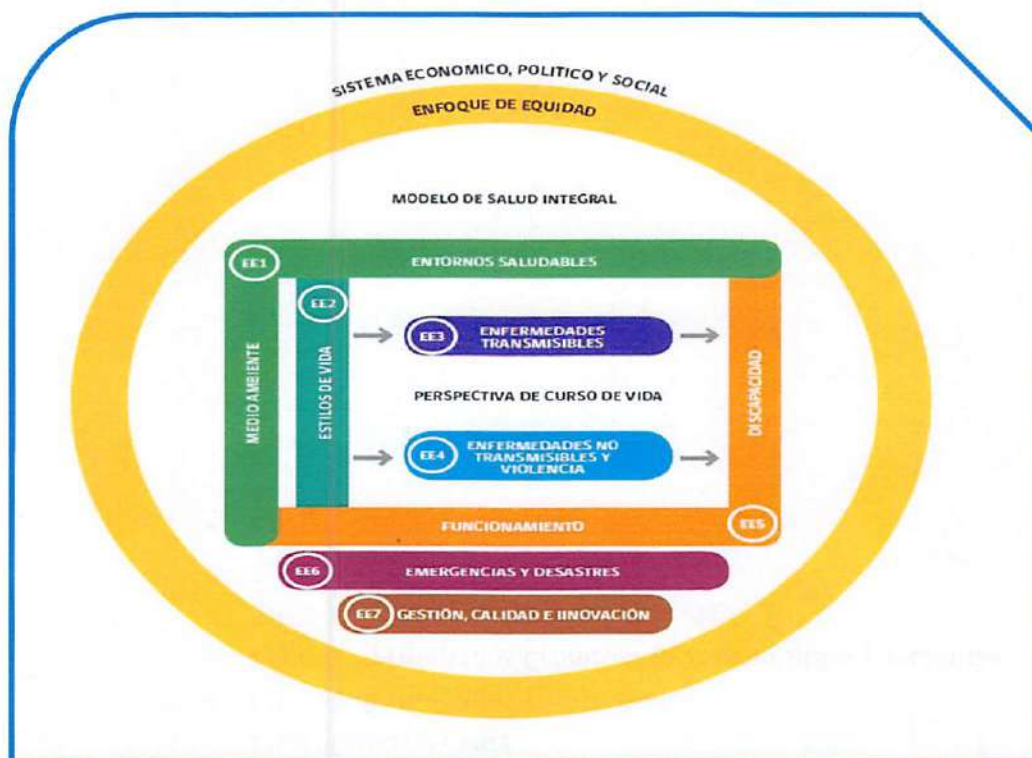 SISTEMA ECONOMICO, POLITICO Y SOCIAL
ENFOQUE DE EQUIDAD
MODELO DE SALUD INTEGRAL
EE1
ENTORNOS SALUDABLES
MEDIO AMBIENTE
EE2
ESTILOS DE VIDA
EE3
ENFERMEDADES
TRANSMISIBLES
PERSPECTIVA DE CURSO DE VIDA
EE4
ENFERMEDADES NO
TRANSMISIBLES Y
VIOLENCIA
DISCAPACIDAD
FUNCIONAMIENTO
EE5
EE6
EMERGENCIAS Y DESASTRES
EE7
GESTIÓN, CALIDAD E IINOVACIÓN